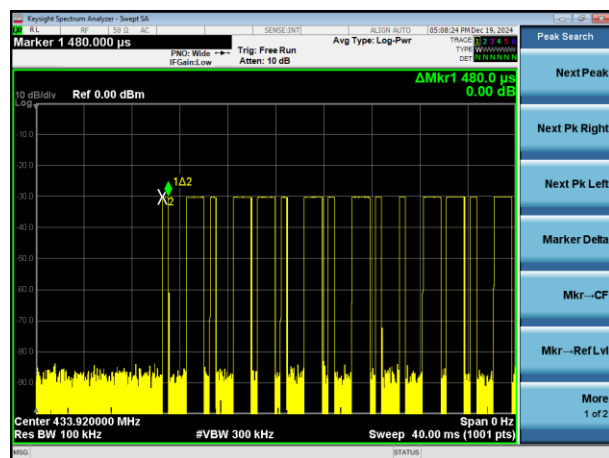 Keysight Spectrum Analyzer - Swept SA
RL RF 50 Ω AC SENSE:INT ALIGN AUTO 05:08:24 PM Dec 19, 2024
Marker 1 480.000 µs
PNO: Wide
IFGain:Low
Trig: Free Run
Atten: 10 dB
Avg Type: Log-Pwr
TRACE 1 2 3 4 5 6
TYPE WWWWWW
DET NNNNNN
Peak Search
ΔMkr1 480.0 µs
0.00 dB
10 dB/div Ref 0.00 dBm
Log
-10.0
-20.0
-30.0
-40.0
-50.0
-60.0
-70.0
-80.0
-90.0
1Δ2
2
Center 433.920000 MHz Span 0 Hz
Res BW 100 kHz #VBW 300 kHz Sweep 40.00 ms (1001 pts)
MSG STATUS
Next Peak
Next Pk Right
Next Pk Left
Marker Delta
Mkr→CF
Mkr→Ref Lvl
More
1 of 2